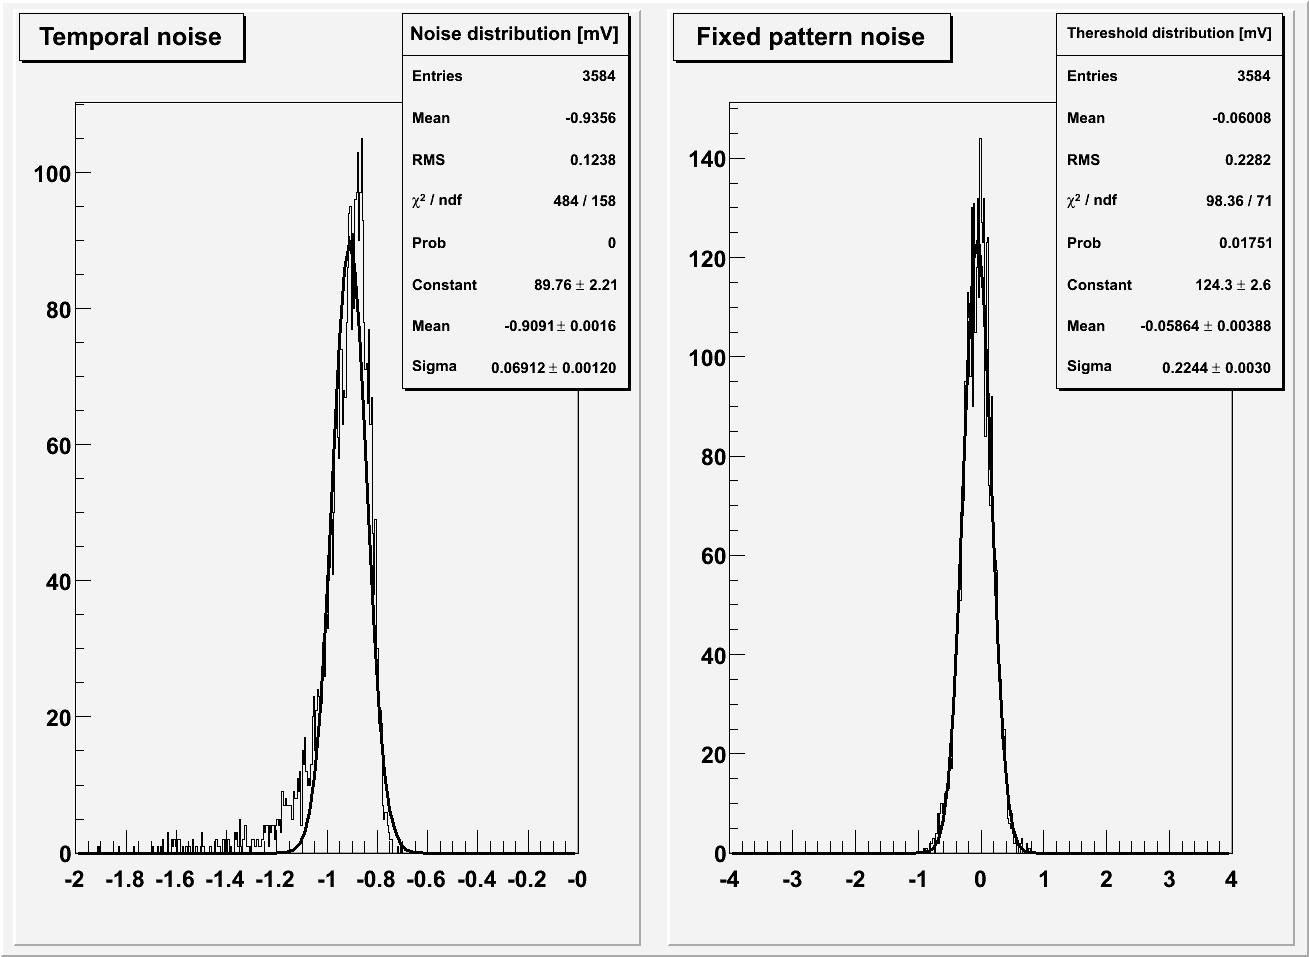 Temporal noise
Noise distribution [mV]
Entries 3584
Mean -0.9356
RMS 0.1238
χ² / ndf 484 / 158
Prob 0
Constant 89.76 ± 2.21
Mean -0.9091 ± 0.0016
Sigma 0.06912 ± 0.00120
100
80
60
40
20
0
-2 -1.8 -1.6 -1.4 -1.2 -1 -0.8 -0.6 -0.4 -0.2 -0
Fixed pattern noise
Thereshold distribution [mV]
Entries 3584
Mean -0.06008
RMS 0.2282
χ² / ndf 98.36 / 71
Prob 0.01751
Constant 124.3 ± 2.6
Mean -0.05864 ± 0.00388
Sigma 0.2244 ± 0.0030
140
120
100
80
60
40
20
0
-4 -3 -2 -1 0 1 2 3 4